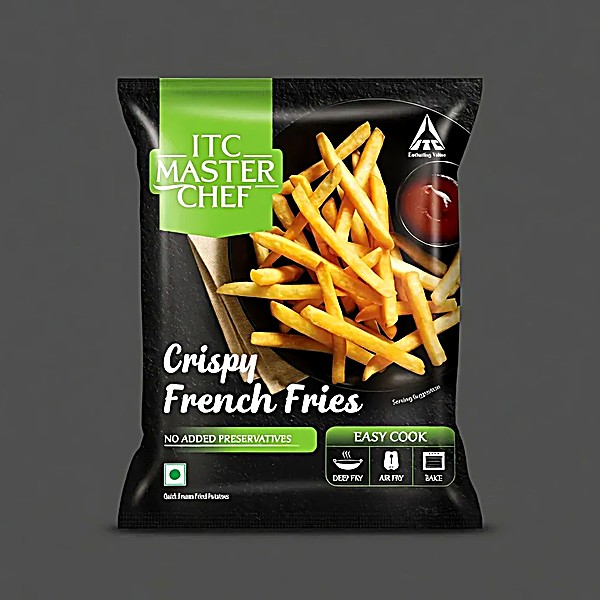 ITC
MASTER
CHEF
ITC
Enduring Value
Crispy
French Fries
Serving Suggestion
NO ADDED PRESERVATIVES
EASY COOK
DEEP FRY
AIR FRY
BAKE
Quick Frozen Fried Potatoes